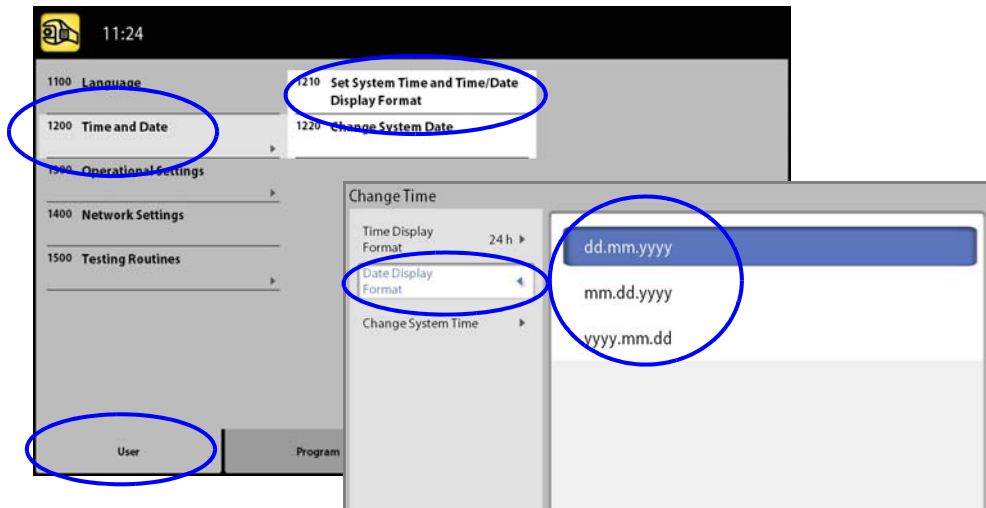 11:24
1100 Language
1200 Time and Date
1300 Operational Settings
1400 Network Settings
1500 Testing Routines
1210 Set System Time and Time/Date
Display Format
1220 Change System Date
User
Program
Change Time
Time Display
Format 24 h
Date Display
Format
Change System Time
dd.mm.yyyy
mm.dd.yyyy
yyyy.mm.dd